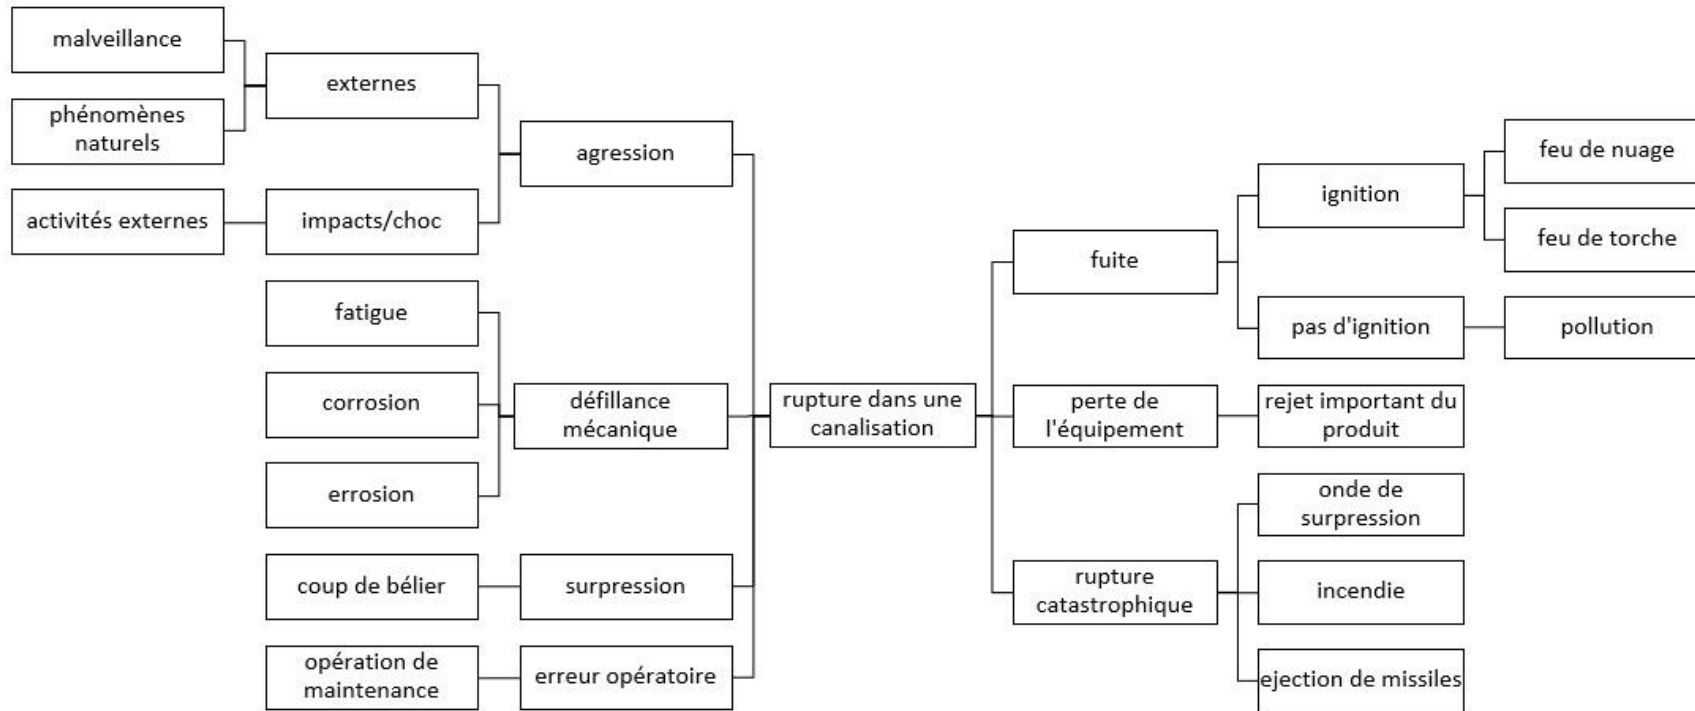 malveillance
phénomènes
naturels
activités externes
externes
impacts/choc
fatigue
corrosion
errosion
coup de bélier
opération de
maintenance
agression
défillance
mécanique
surpression
erreur opératoire
rupture dans une
canalisation
fuite
perte de
l'équipement
rupture
catastrophique
ignition
pas d'ignition
rejet important du
produit
onde de
surpression
incendie
ejection de missiles
feu de nuage
feu de torche
pollution